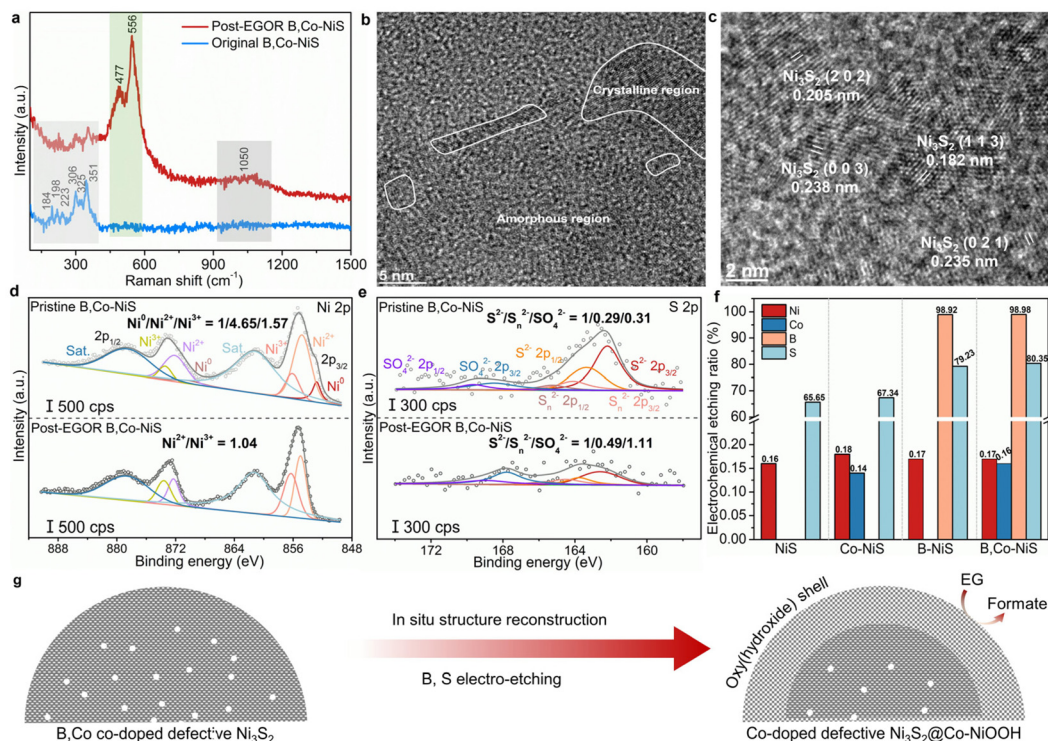 a
Post-EGOR B,Co-NiS
Original B,Co-NiS
556
477
1050
184
198
223
306
325
351
Intensity (a.u.)
300 600 900 1200 1500
Raman shift (cm⁻¹)
b
Crystalline region
Amorphous region
5 nm
c
Ni₃S₂ (2 0 2)
0.205 nm
Ni₃S₂ (1 1 3)
0.182 nm
Ni₃S₂ (0 0 3)
0.238 nm
Ni₃S₂ (0 2 1)
0.235 nm
2 nm
d
Pristine B,Co-NiS
Ni 2p
Ni⁰/Ni²⁺/Ni³⁺ = 1/4.65/1.57
Sat.
2p₁/₂
Ni³⁺
Ni²⁺
Ni⁰
Sat.
Ni³⁺
Ni²⁺
2p₃/₂
Ni⁰
I 500 cps
Post-EGOR B,Co-NiS
Ni²⁺/Ni³⁺ = 1.04
I 500 cps
Intensity (a.u.)
888 880 872 864 856 848
Binding energy (eV)
e
Pristine B,Co-NiS
S 2p
S²⁻/Sₙ²⁻/SO₄²⁻ = 1/0.29/0.31
SO₄²⁻ 2p₁/₂
SO₄²⁻ 2p₃/₂
S²⁻ 2p₁/₂
S²⁻ 2p₃/₂
Sₙ²⁻ 2p₁/₂
Sₙ²⁻ 2p₃/₂
I 300 cps
Post-EGOR B,Co-NiS
S²⁻/Sₙ²⁻/SO₄²⁻ = 1/0.49/1.11
I 300 cps
Intensity (a.u.)
172 168 164 160
Binding energy (eV)
f
Ni
Co
B
S
98.92
98.98
79.23
80.35
65.65
67.34
0.16
0.18
0.14
0.17
0.17
0.16
Electrochemical etching ratio (%)
100
90
80
70
60
0.20
0.15
0.10
0.05
0.00
NiS Co-NiS B-NiS B,Co-NiS
g
In situ structure reconstruction
B, S electro-etching
B,Co co-doped defective Ni₃S₂
Oxy(hydroxide) shell
EG
Formate
Co-doped defective Ni₃S₂@Co-NiOOH